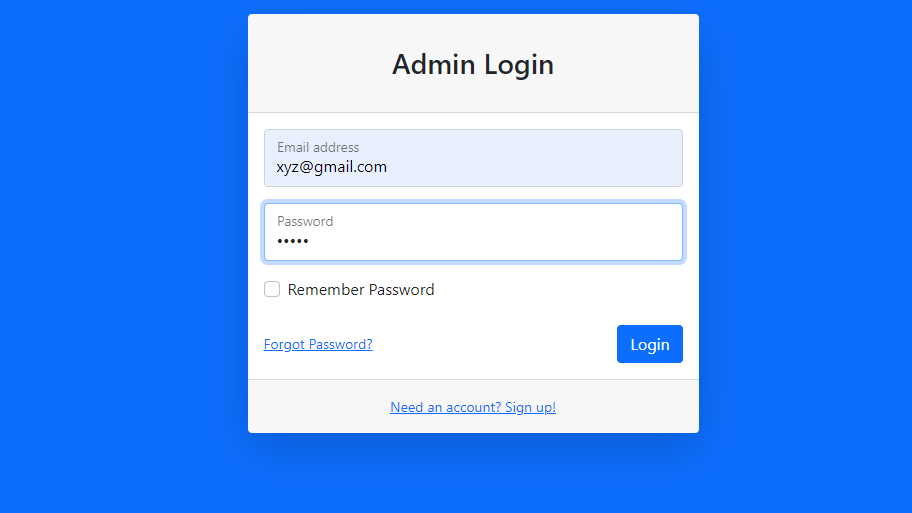 Admin Login
Email address
xyz@gmail.com
Password
•••••
Remember Password
Forgot Password?
Login
Need an account? Sign up!